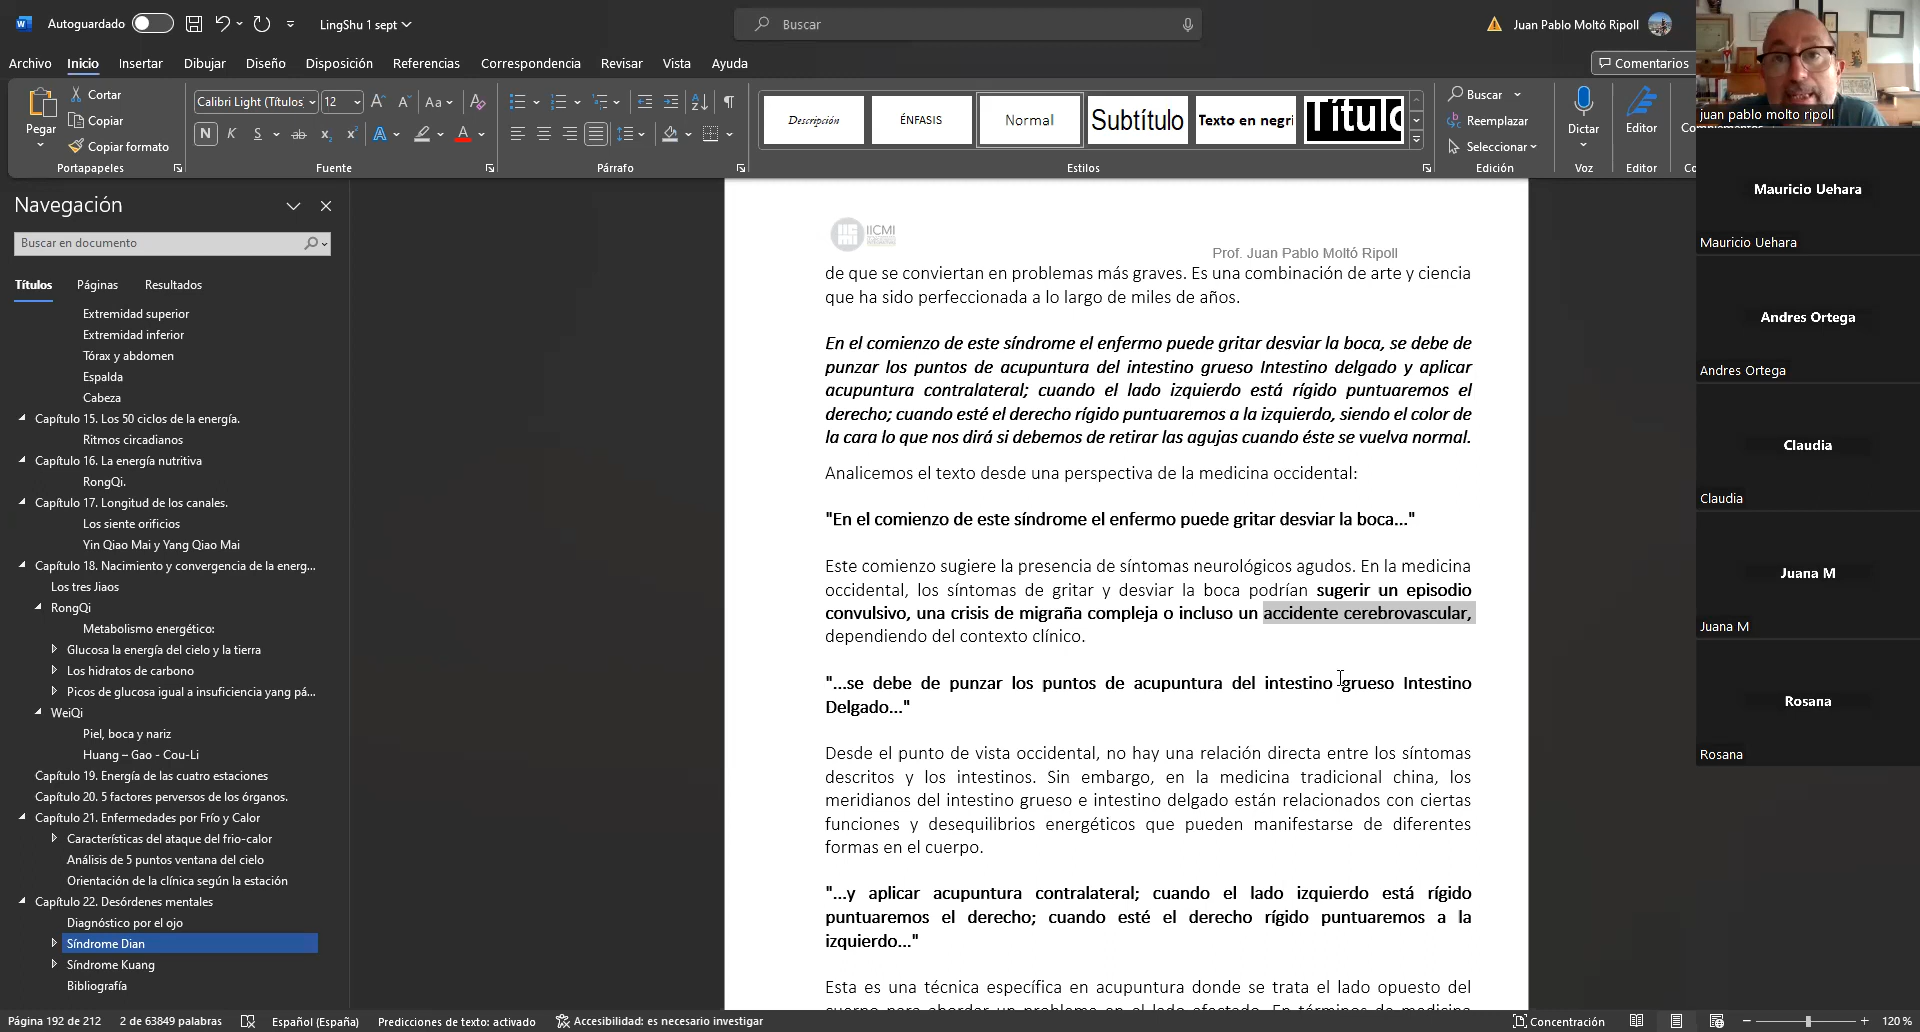 Autoguardado
LingShu 1 sept
Buscar
Juan Pablo Moltó Ripoll
Archivo
Inicio
Insertar
Dibujar
Diseño
Disposición
Referencias
Correspondencia
Revisar
Vista
Ayuda
Comentarios
Pegar
Cortar
Copiar
Copiar formato
Portapapeles
Calibri Light (Títulos)
12
N K S ab
Fuente
Párrafo
Descripción
ÉNFASIS
Normal
Subtítulo
Texto en negri
Título
Estilos
Buscar
Reemplazar
Seleccionar
Edición
Dictar
Voz
Editor
Editor
juan pablo molto ripoll
Navegación
Buscar en documento
Títulos
Páginas
Resultados
Extremidad superior
Extremidad inferior
Tórax y abdomen
Espalda
Cabeza
Capítulo 15. Los 50 ciclos de la energía.
Ritmos circadianos
Capítulo 16. La energía nutritiva
RongQi.
Capítulo 17. Longitud de los canales.
Los siente orificios
Yin Qiao Mai y Yang Qiao Mai
Capítulo 18. Nacimiento y convergencia de la energ...
Los tres Jiaos
RongQi
Metabolismo energético:
Glucosa la energía del cielo y la tierra
Los hidratos de carbono
Picos de glucosa igual a insuficiencia yang pá...
WeiQi
Piel, boca y nariz
Huang – Gao - Cou-Li
Capítulo 19. Energía de las cuatro estaciones
Capítulo 20. 5 factores perversos de los órganos.
Capítulo 21. Enfermedades por Frío y Calor
Características del ataque del frio-calor
Análisis de 5 puntos ventana del cielo
Orientación de la clínica según la estación
Capítulo 22. Desórdenes mentales
Diagnóstico por el ojo
Síndrome Dian
Síndrome Kuang
Bibliografía
IICMI
Prof. Juan Pablo Moltó Ripoll
de que se conviertan en problemas más graves. Es una combinación de arte y ciencia
que ha sido perfeccionada a lo largo de miles de años.
En el comienzo de este síndrome el enfermo puede gritar desviar la boca, se debe de
punzar los puntos de acupuntura del intestino grueso Intestino delgado y aplicar
acupuntura contralateral; cuando el lado izquierdo está rígido puntuaremos el
derecho; cuando esté el derecho rígido puntuaremos a la izquierdo, siendo el color de
la cara lo que nos dirá si debemos de retirar las agujas cuando éste se vuelva normal.
Analicemos el texto desde una perspectiva de la medicina occidental:
"En el comienzo de este síndrome el enfermo puede gritar desviar la boca..."
Este comienzo sugiere la presencia de síntomas neurológicos agudos. En la medicina
occidental, los síntomas de gritar y desviar la boca podrían sugerir un episodio
convulsivo, una crisis de migraña compleja o incluso un accidente cerebrovascular,
dependiendo del contexto clínico.
"...se debe de punzar los puntos de acupuntura del intestino grueso Intestino
Delgado..."
Desde el punto de vista occidental, no hay una relación directa entre los síntomas
descritos y los intestinos. Sin embargo, en la medicina tradicional china, los
meridianos del intestino grueso e intestino delgado están relacionados con ciertas
funciones y desequilibrios energéticos que pueden manifestarse de diferentes
formas en el cuerpo.
"...y aplicar acupuntura contralateral; cuando el lado izquierdo está rígido
puntuaremos el derecho; cuando esté el derecho rígido puntuaremos a la
izquierdo..."
Esta es una técnica específica en acupuntura donde se trata el lado opuesto del
Mauricio Uehara
Mauricio Uehara
Andres Ortega
Andres Ortega
Claudia
Claudia
Juana M
Juana M
Rosana
Rosana
Página 192 de 212
2 de 63849 palabras
Español (España)
Predicciones de texto: activado
Accesibilidad: es necesario investigar
Concentración
120 %